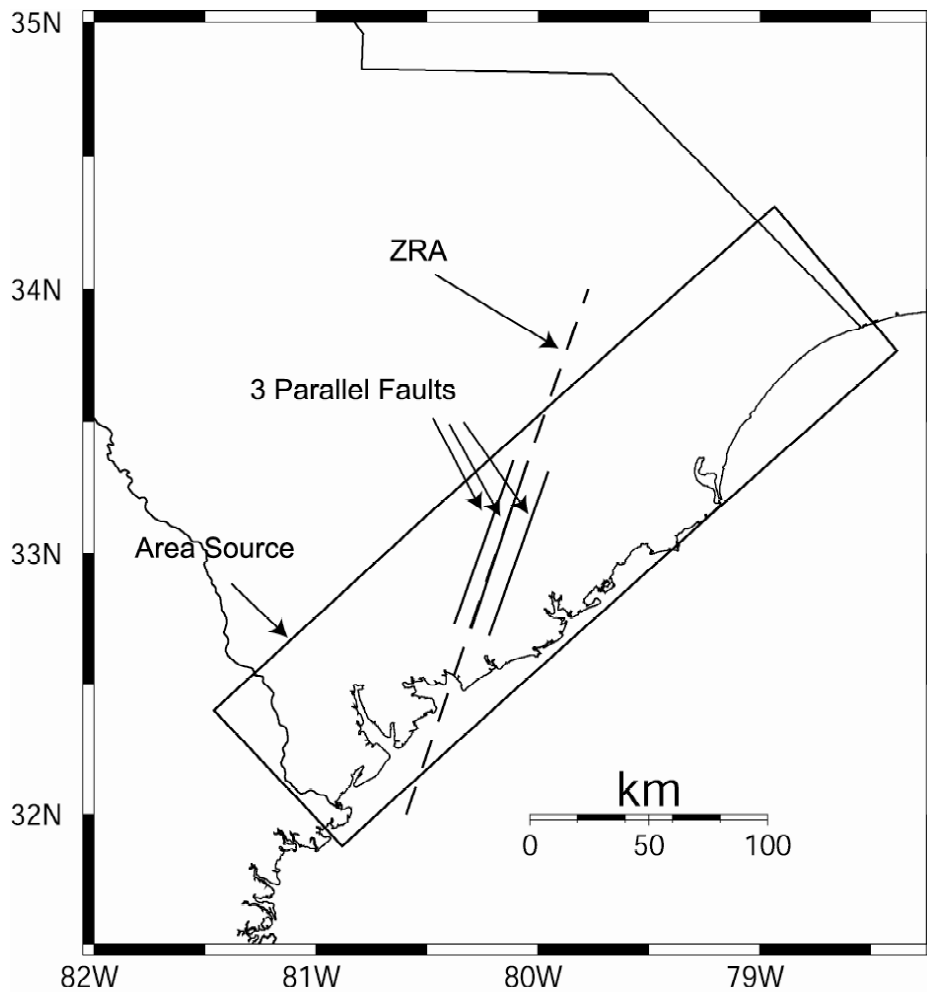 35N
ZRA
34N
3 Parallel Faults
33N
Area Source
km
32N
0 50 100
82W 81W 80W 79W